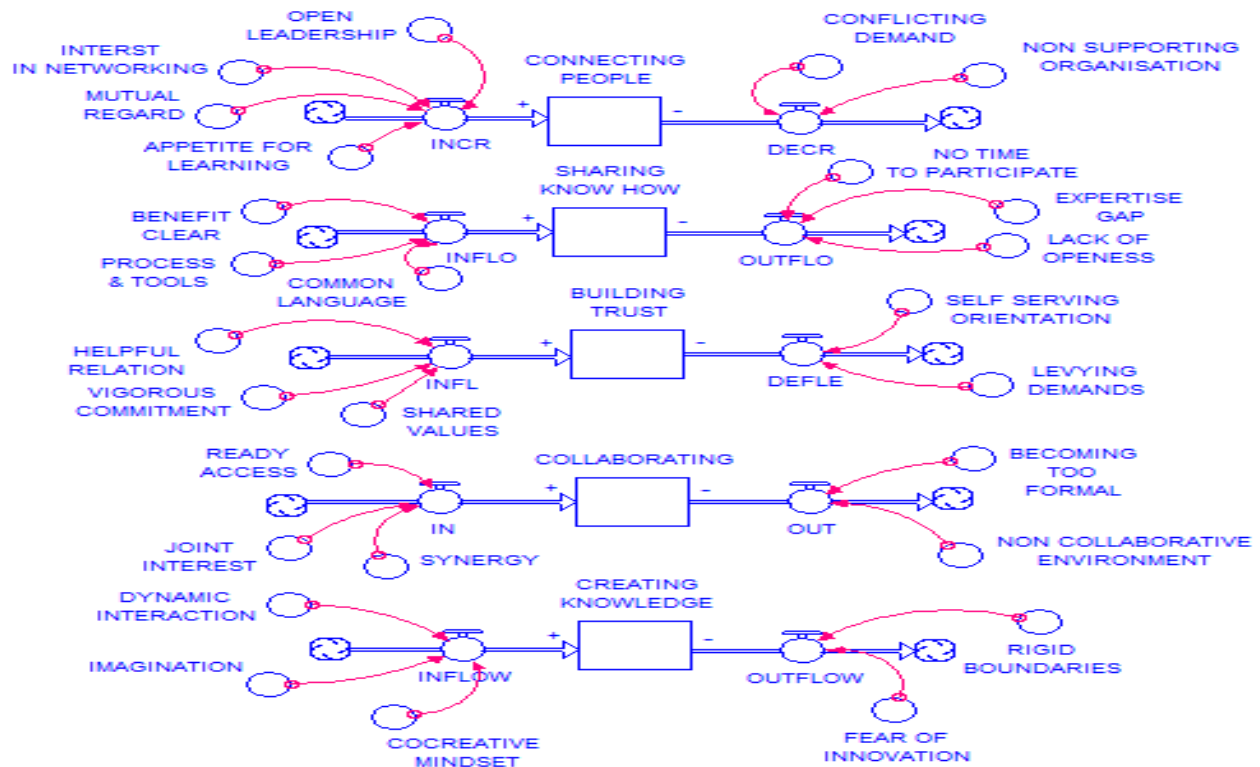 OPEN
LEADERSHIP
INTERST
IN NETWORKING
MUTUAL
REGARD
APPETITE FOR
LEARNING
INCR
CONNECTING
PEOPLE
+
-
CONFLICTING
DEMAND
NON SUPPORTING
ORGANISATION
DECR
BENEFIT
CLEAR
PROCESS
& TOOLS
COMMON
LANGUAGE
INFLO
SHARING
KNOW HOW
+
-
NO TIME
TO PARTICIPATE
EXPERTISE
GAP
LACK OF
OPENESS
OUTFLO
HELPFUL
RELATION
VIGOROUS
COMMITMENT
SHARED
VALUES
INFL
BUILDING
TRUST
+
-
SELF SERVING
ORIENTATION
LEVYING
DEMANDS
DEFLE
READY
ACCESS
JOINT
INTEREST
SYNERGY
IN
COLLABORATING
+
-
BECOMING
TOO
FORMAL
NON COLLABORATIVE
ENVIRONMENT
OUT
DYNAMIC
INTERACTION
IMAGINATION
COCREATIVE
MINDSET
INFLOW
CREATING
KNOWLEDGE
+
-
RIGID
BOUNDARIES
FEAR OF
INNOVATION
OUTFLOW